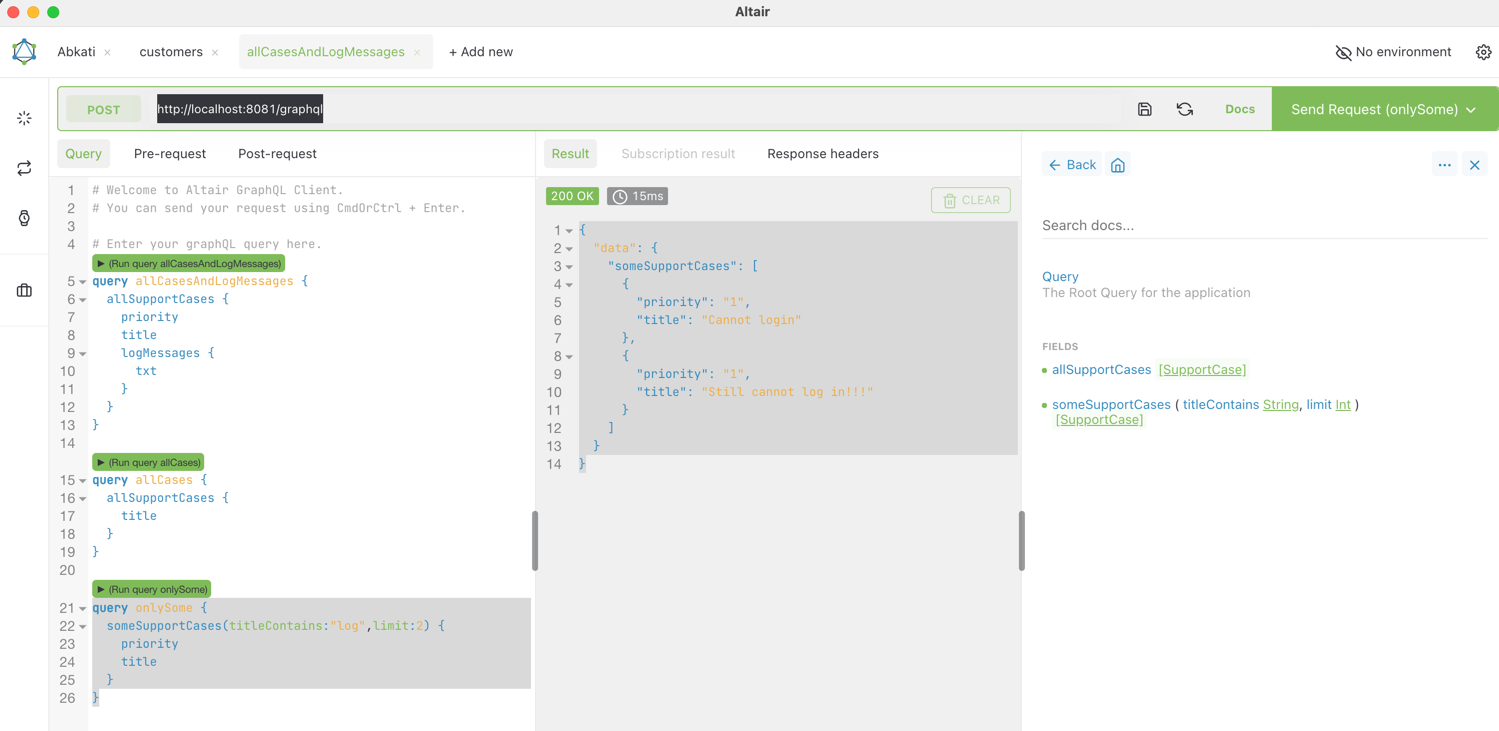 Altair
Abkati ×
customers ×
allCasesAndLogMessages ×
+ Add new
No environment
POST
http://localhost:8081/graphql
Docs
Send Request (onlySome)
Query
Pre-request
Post-request
1 # Welcome to Altair GraphQL Client.
2 # You can send your request using CmdOrCtrl + Enter.
3
4 # Enter your graphQL query here.
▶ (Run query allCasesAndLogMessages)
5 query allCasesAndLogMessages {
6 allSupportCases {
7 priority
8 title
9 logMessages {
10 txt
11 }
12 }
13 }
14
▶ (Run query allCases)
15 query allCases {
16 allSupportCases {
17 title
18 }
19 }
20
▶ (Run query onlySome)
21 query onlySome {
22 someSupportCases(titleContains:"log",limit:2) {
23 priority
24 title
25 }
26 }
Result
Subscription result
Response headers
200 OK
15ms
CLEAR
1 {
2 "data": {
3 "someSupportCases": [
4 {
5 "priority": "1",
6 "title": "Cannot login"
7 },
8 {
9 "priority": "1",
10 "title": "Still cannot log in!!!"
11 }
12 ]
13 }
14 }
← Back
Search docs...
Query
The Root Query for the application
FIELDS
allSupportCases [SupportCase]
someSupportCases ( titleContains String, limit Int )
[SupportCase]